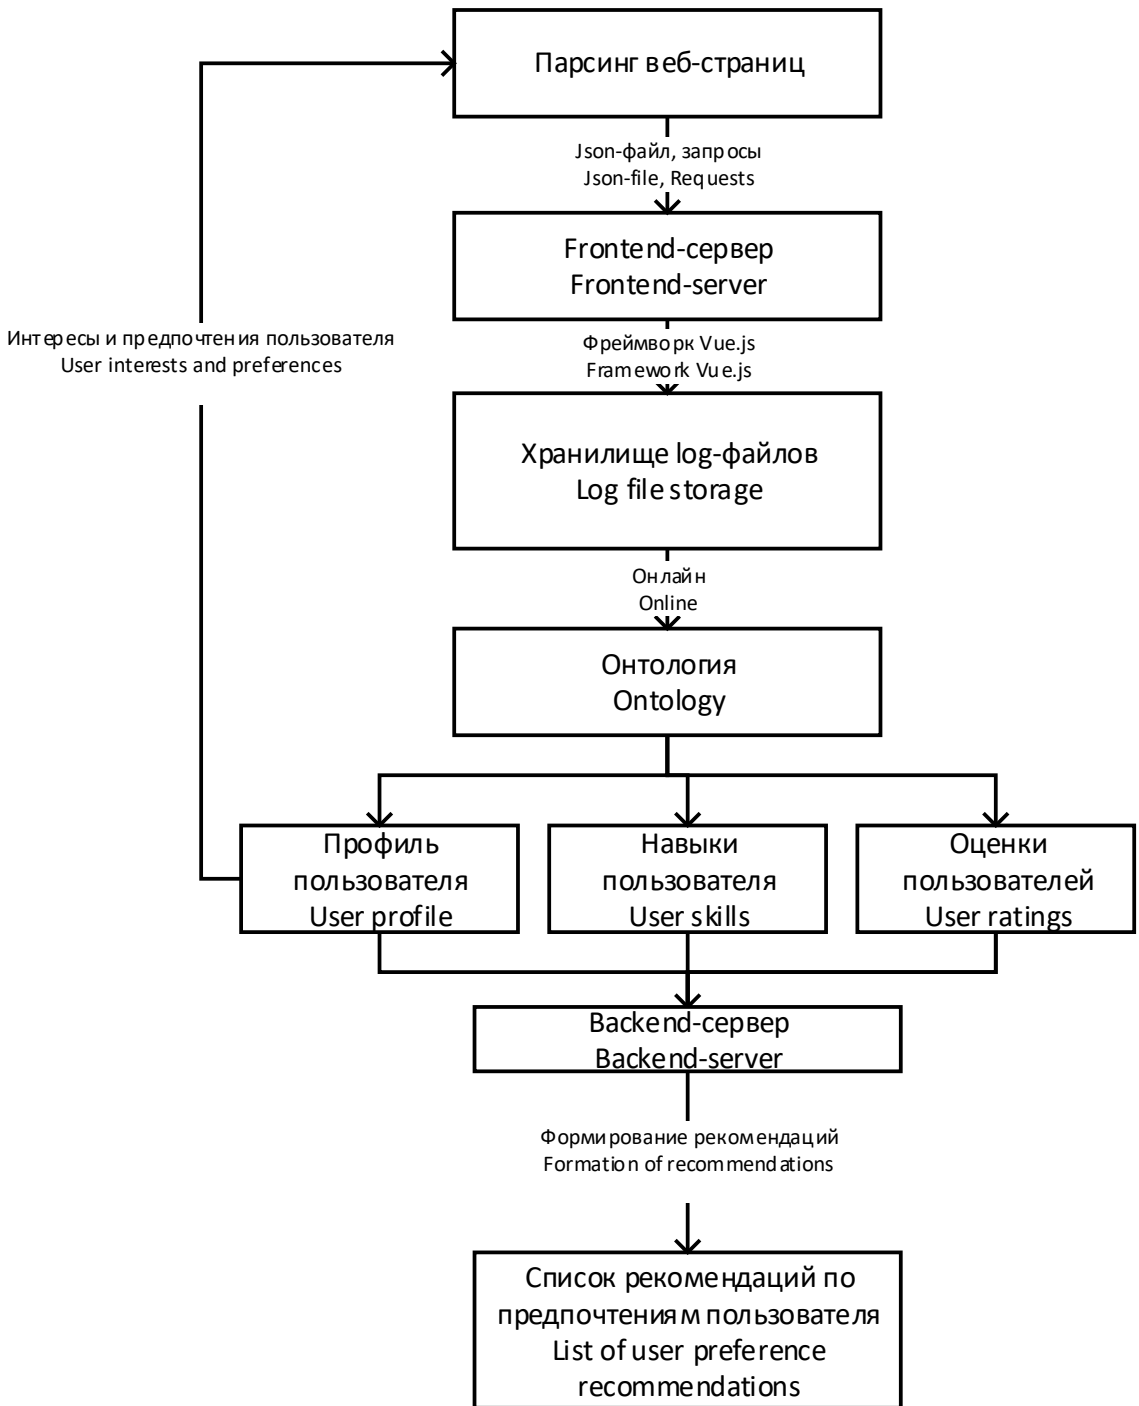 Парсинг веб-страниц
Json-файл, запросы
Json-file, Requests
Frontend-сервер
Frontend-server
Интересы и предпочтения пользователя
User interests and preferences
Фреймворк Vue.js
Framework Vue.js
Хранилище log-файлов
Log file storage
Онлайн
Online
Онтология
Ontology
Профиль
пользователя
User profile
Навыки
пользователя
User skills
Оценки
пользователей
User ratings
Backend-сервер
Backend-server
Формирование рекомендаций
Formation of recommendations
Список рекомендаций по
предпочтениям пользователя
List of user preference
recommendations